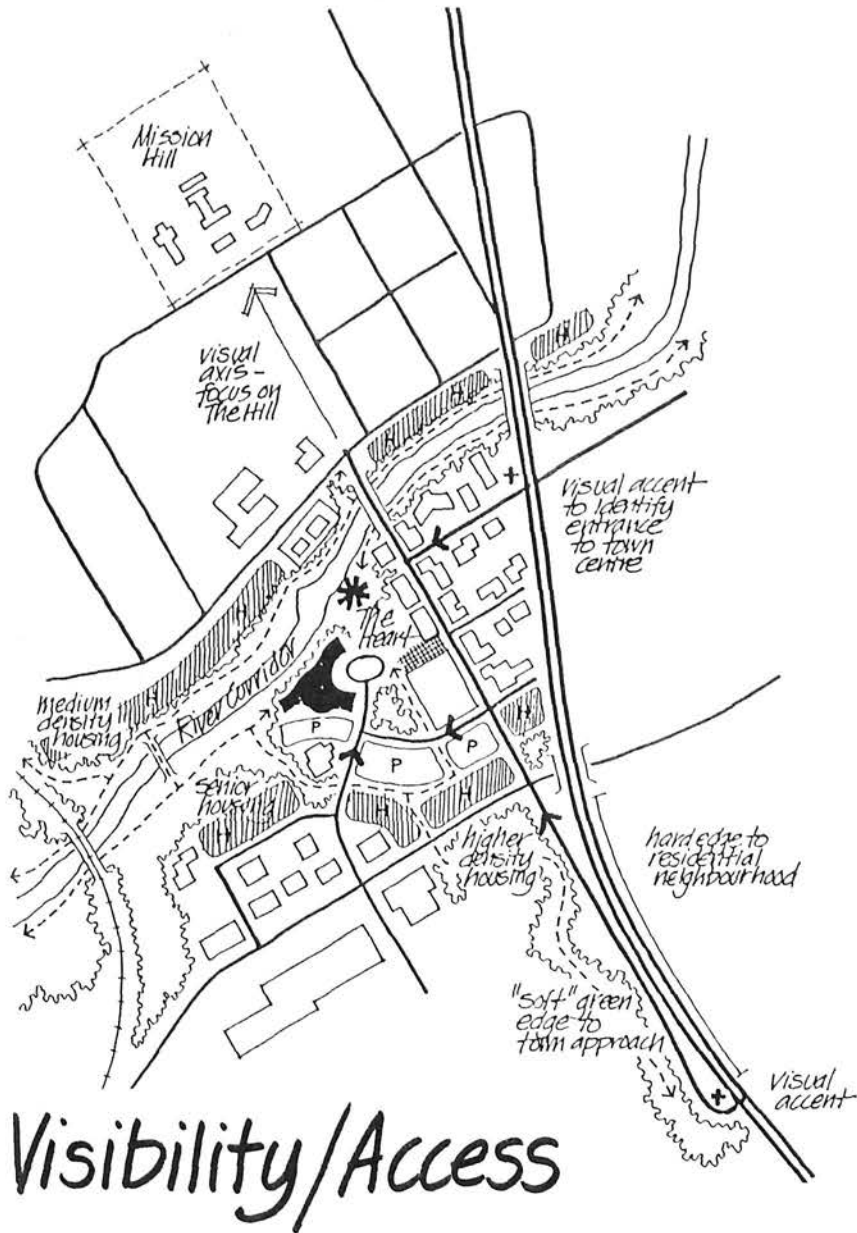 Mission
Hill
visual
axis -
focus on
The Hill
H
H
H
visual accent
to identify
entrance
to town
centre
The
Heart
H
River Corridor
medium
density
housing
H
P
P
P
H
senior
housing
H
H
H
higher
density
housing
hard edge to
residential
neighbourhood
"soft" green
edge to
town approach
visual
accent
Visibility/Access